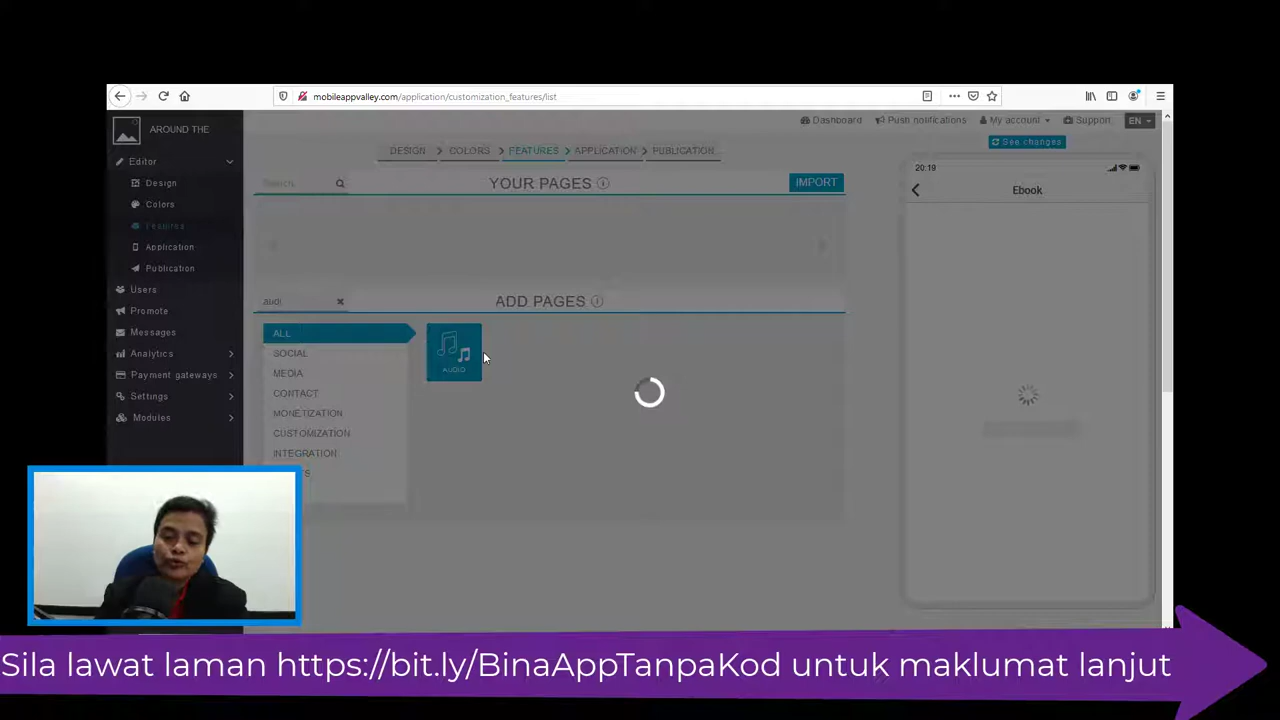 mobileappvalley.com/application/customization_features/list
AROUND THE
Dashboard
Push notifications
My account
Support
EN
Editor
Design
Colors
Features
Application
Publication
Users
Promote
Messages
Analytics
Payment gateways
Settings
Modules
DESIGN
COLORS
FEATURES
APPLICATION
PUBLICATION
See changes
Search
YOUR PAGES
IMPORT
audi
ADD PAGES
ALL
SOCIAL
MEDIA
CONTACT
MONETIZATION
CUSTOMIZATION
INTEGRATION
AUDIO
20:19
Ebook
Sila lawat laman https://bit.ly/BinaAppTanpaKod untuk maklumat lanjut